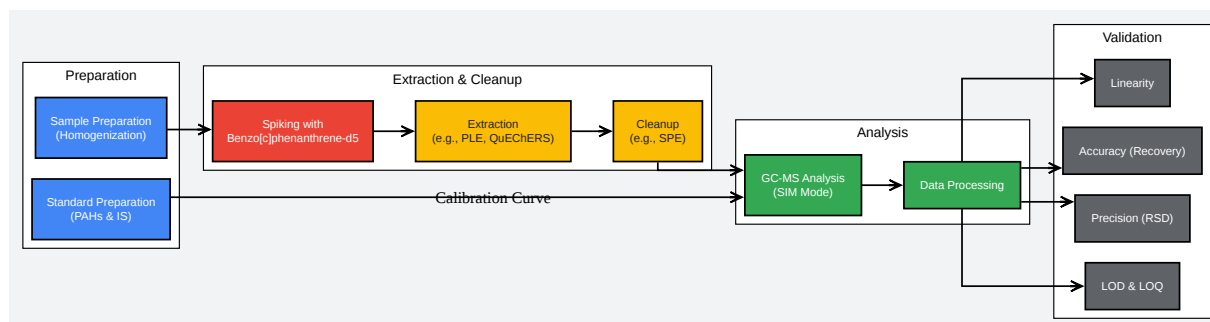 Preparation
Sample Preparation
(Homogenization)
Standard Preparation
(PAHs & IS)
Extraction & Cleanup
Spiking with
Benzo[c]phenanthrene-d5
Extraction
(e.g., PLE, QuEChERS)
Cleanup
(e.g., SPE)
Calibration Curve
Analysis
GC-MS Analysis
(SIM Mode)
Data Processing
Validation
Linearity
Accuracy (Recovery)
Precision (RSD)
LOD & LOQ